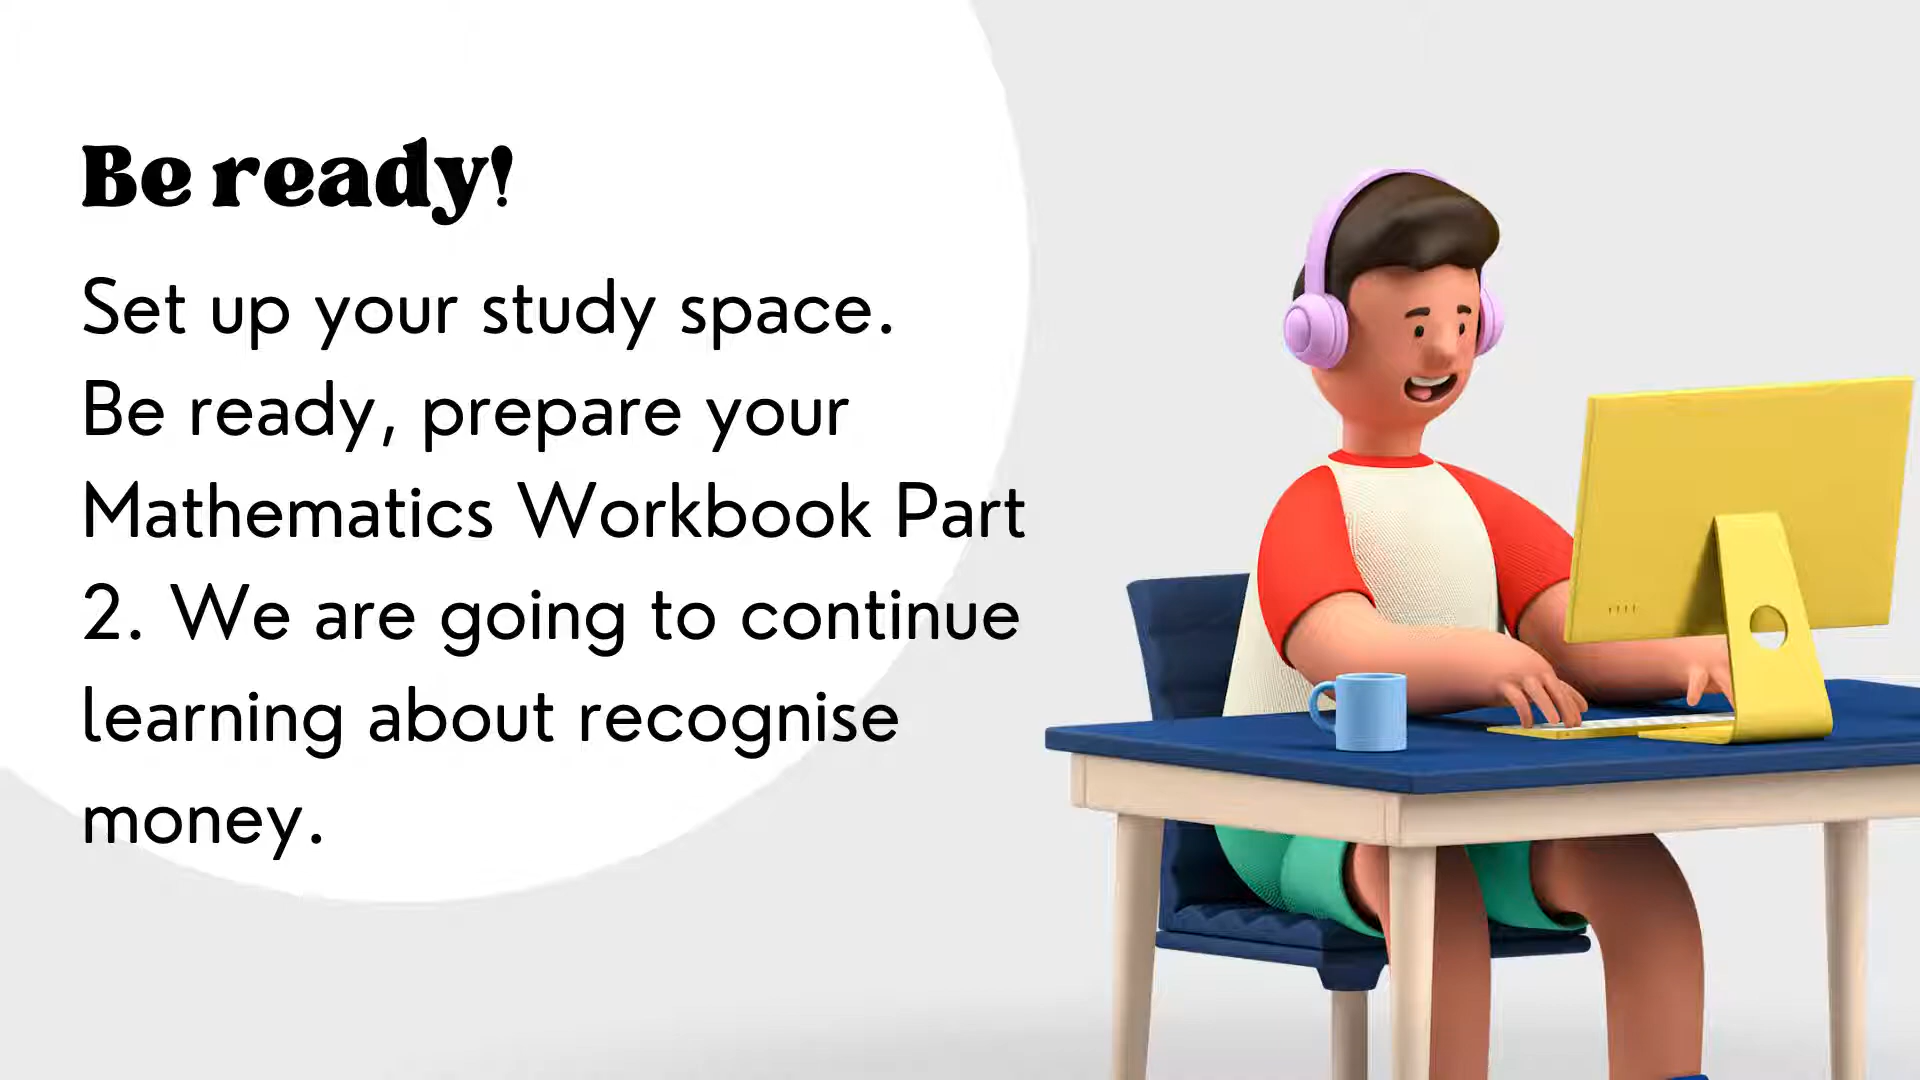 Be ready!
Set up your study space.
Be ready, prepare your
Mathematics Workbook Part
2. We are going to continue
learning about recognise
money.